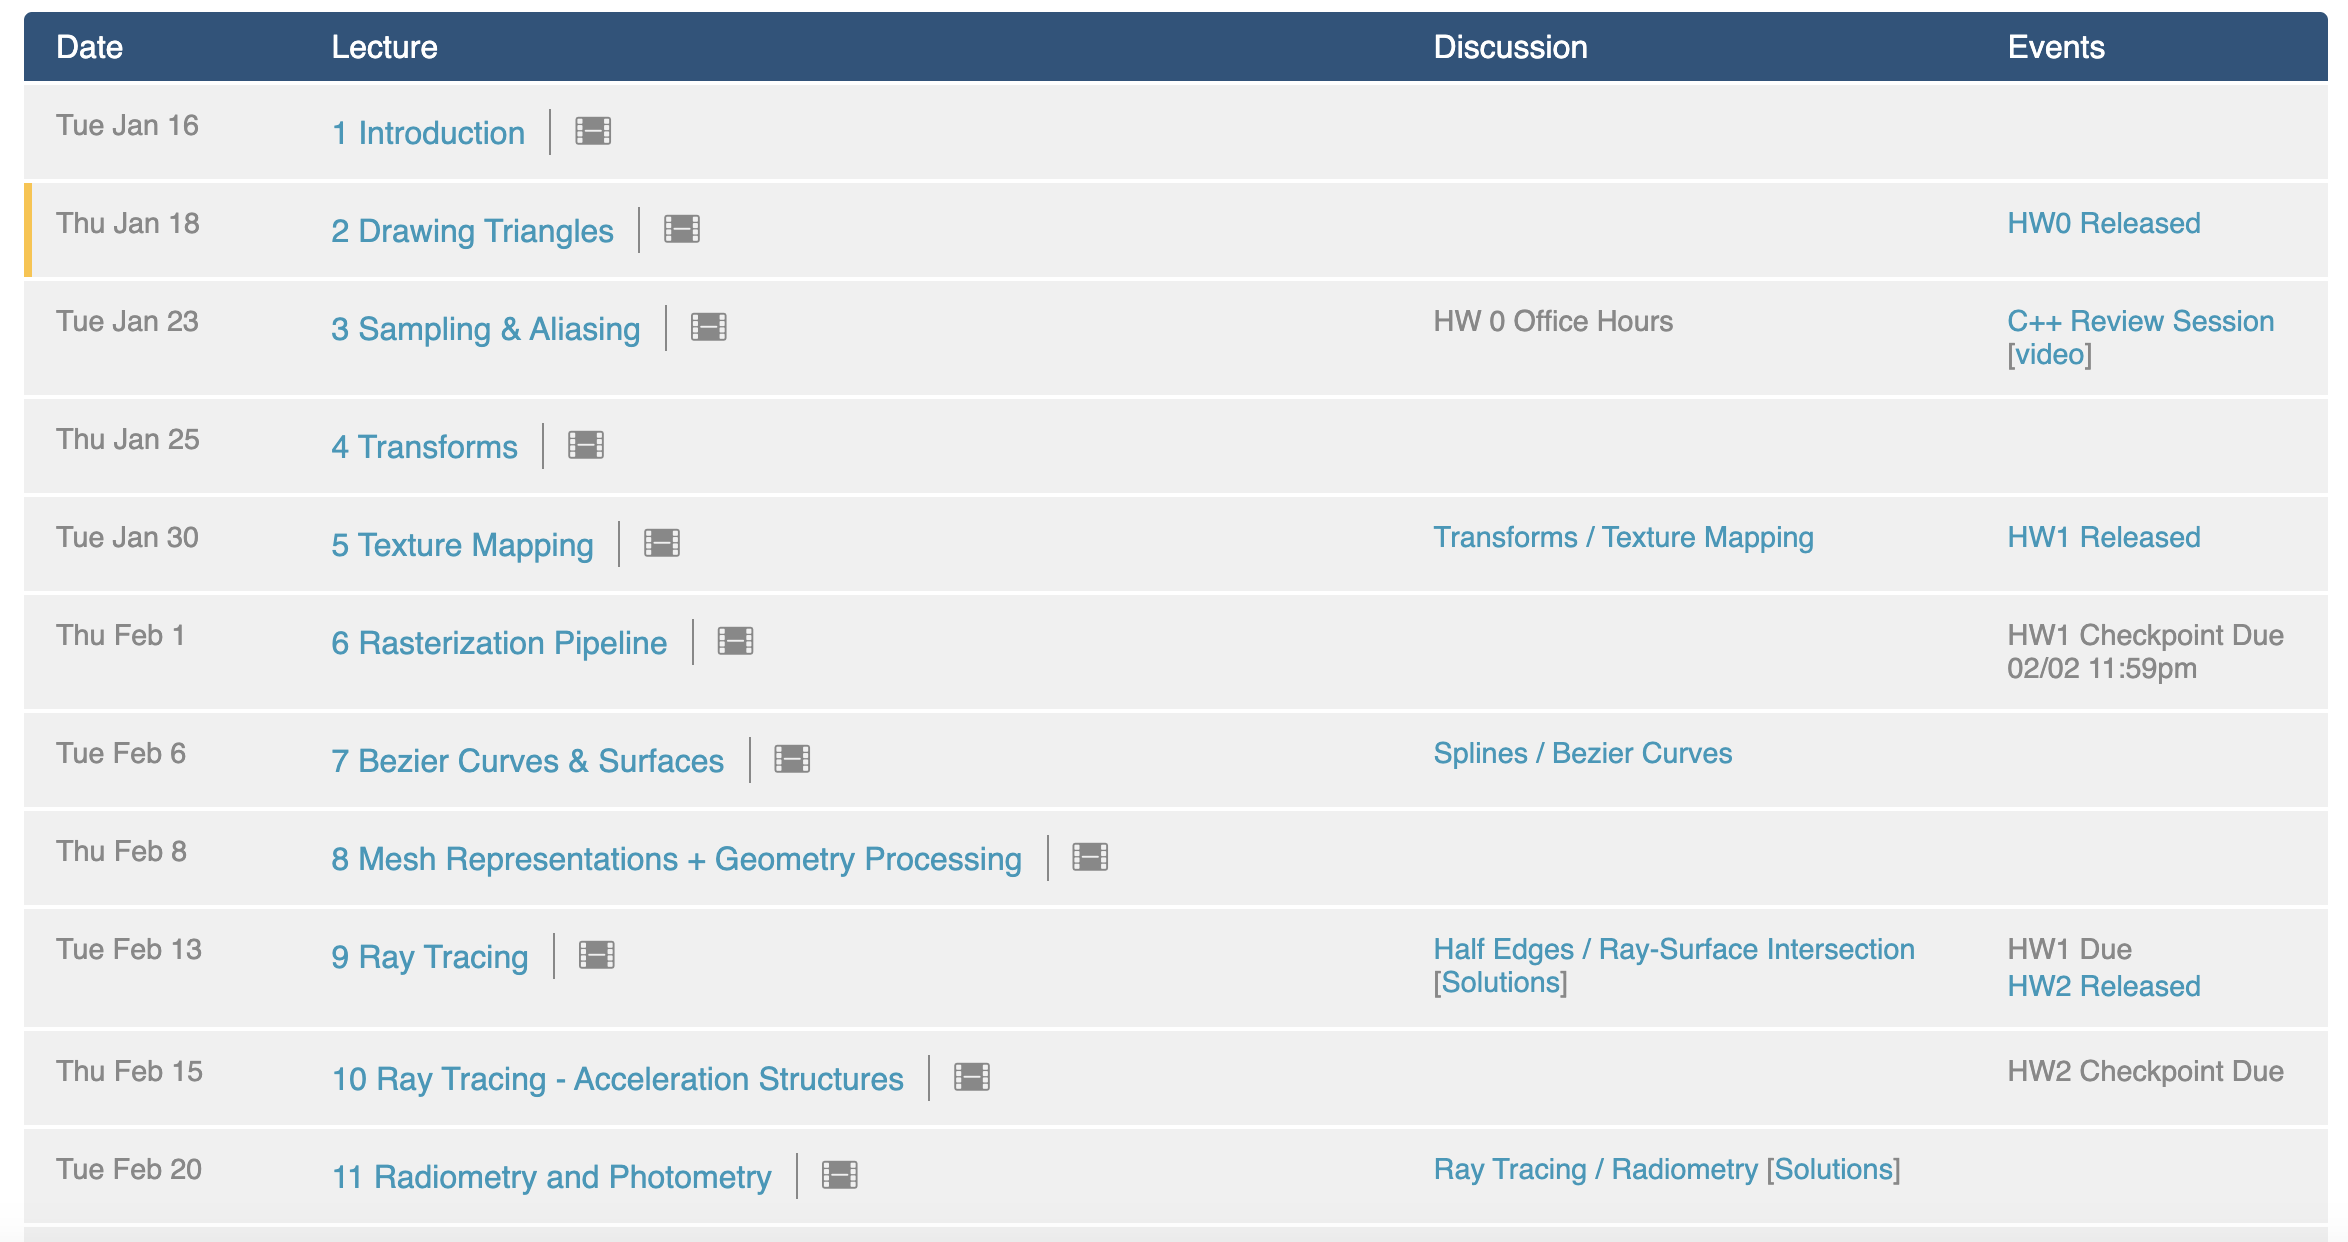 Date Lecture Discussion Events
Tue Jan 16 1 Introduction
Thu Jan 18 2 Drawing Triangles HW0 Released
Tue Jan 23 3 Sampling & Aliasing HW 0 Office Hours C++ Review Session
[video]
Thu Jan 25 4 Transforms
Tue Jan 30 5 Texture Mapping Transforms / Texture Mapping HW1 Released
Thu Feb 1 6 Rasterization Pipeline HW1 Checkpoint Due
02/02 11:59pm
Tue Feb 6 7 Bezier Curves & Surfaces Splines / Bezier Curves
Thu Feb 8 8 Mesh Representations + Geometry Processing
Tue Feb 13 9 Ray Tracing Half Edges / Ray-Surface Intersection HW1 Due
[Solutions] HW2 Released
Thu Feb 15 10 Ray Tracing - Acceleration Structures HW2 Checkpoint Due
Tue Feb 20 11 Radiometry and Photometry Ray Tracing / Radiometry [Solutions]